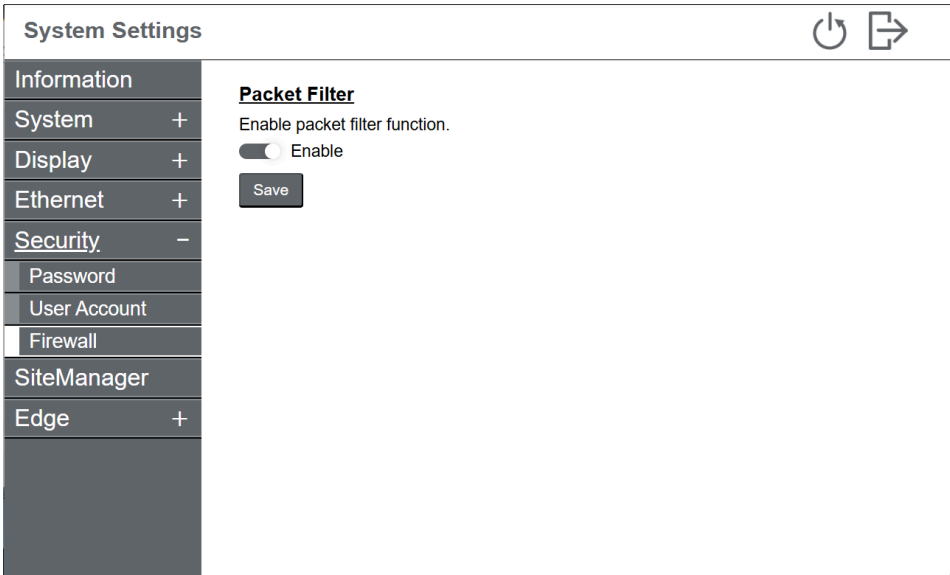 System Settings
Information
System +
Display +
Ethernet +
Security −
Password
User Account
Firewall
SiteManager
Edge +
Packet Filter
Enable packet filter function.
Enable
Save